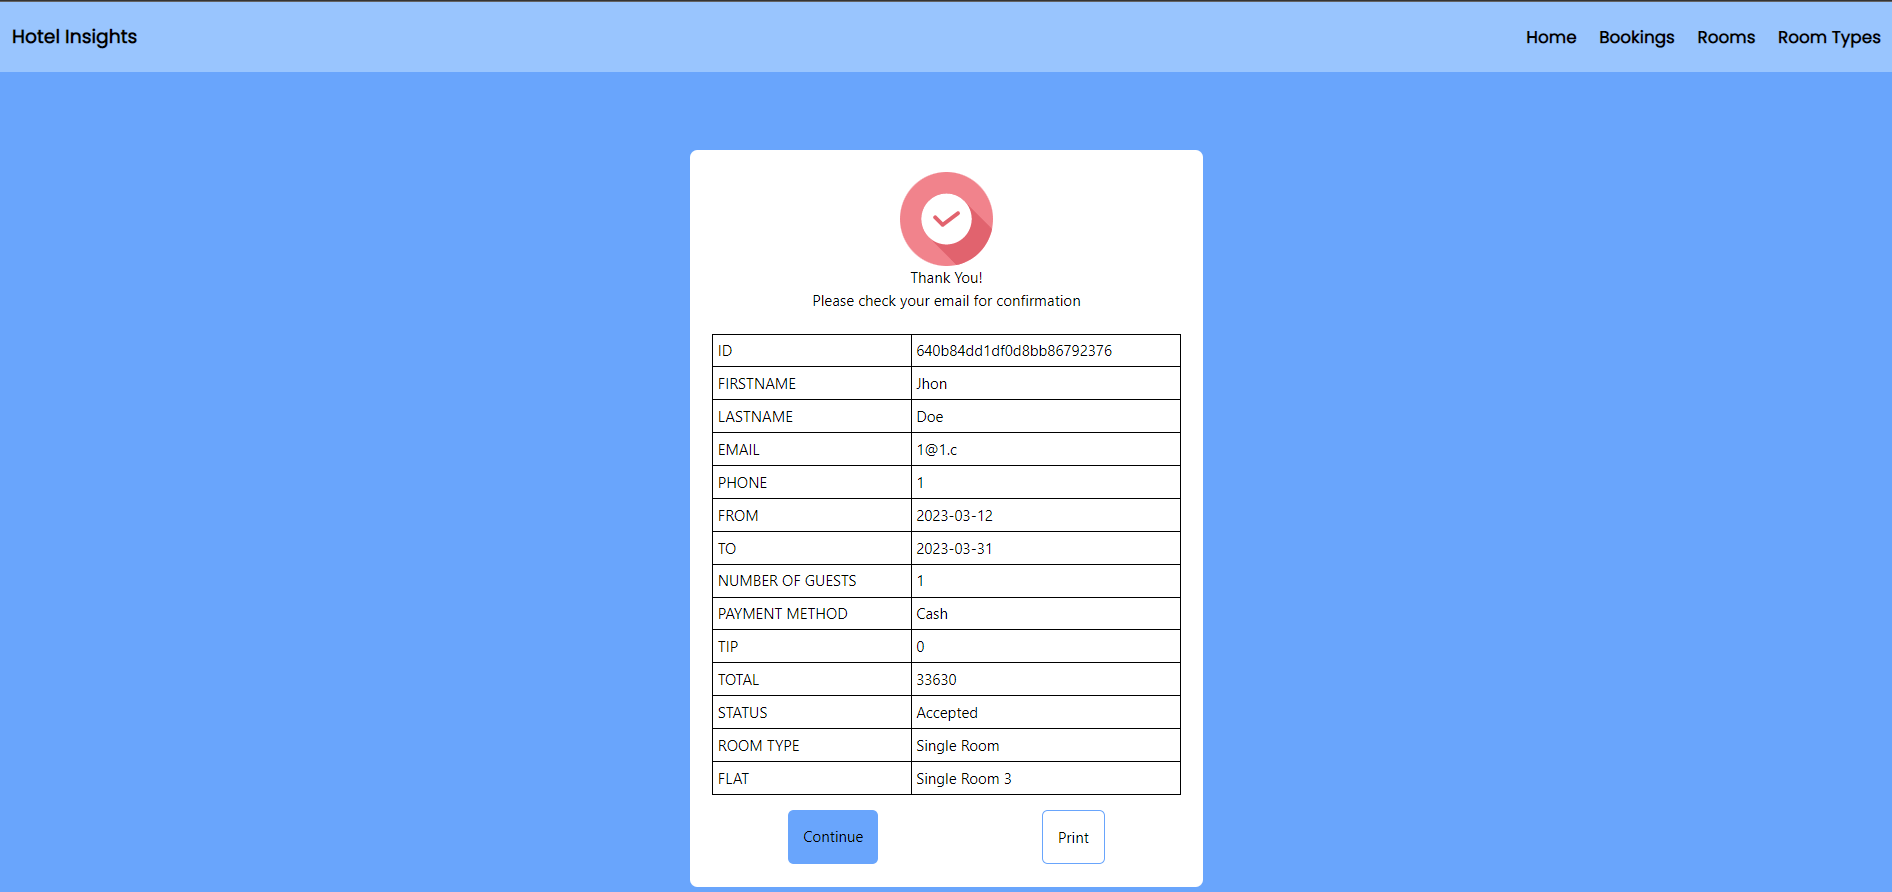 Hotel Insights Home Bookings Rooms Room Types
Thank You!
Please check your email for confirmation
ID 640b84dd1df0d8bb86792376
FIRSTNAME Jhon
LASTNAME Doe
EMAIL 1@1.c
PHONE 1
FROM 2023-03-12
TO 2023-03-31
NUMBER OF GUESTS 1
PAYMENT METHOD Cash
TIP 0
TOTAL 33630
STATUS Accepted
ROOM TYPE Single Room
FLAT Single Room 3
Continue Print